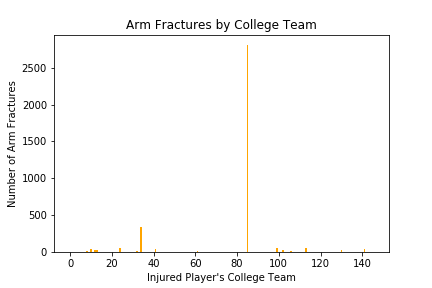 Arm Fractures by College Team
Number of Arm Fractures
2500
2000
1500
1000
500
0
0 20 40 60 80 100 120 140
Injured Player's College Team